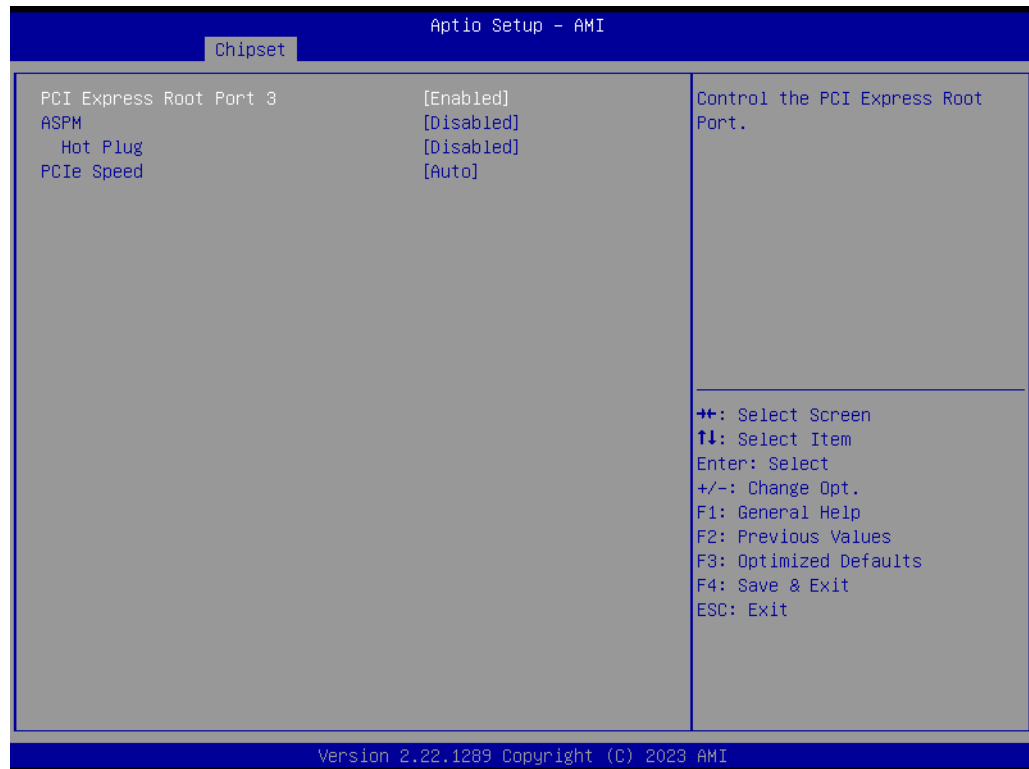 Aptio Setup – AMI
Chipset
PCI Express Root Port 3 [Enabled]
ASPM [Disabled]
Hot Plug [Disabled]
PCIe Speed [Auto]
Control the PCI Express Root
Port.
→←: Select Screen
↑↓: Select Item
Enter: Select
+/-: Change Opt.
F1: General Help
F2: Previous Values
F3: Optimized Defaults
F4: Save & Exit
ESC: Exit
Version 2.22.1289 Copyright (C) 2023 AMI